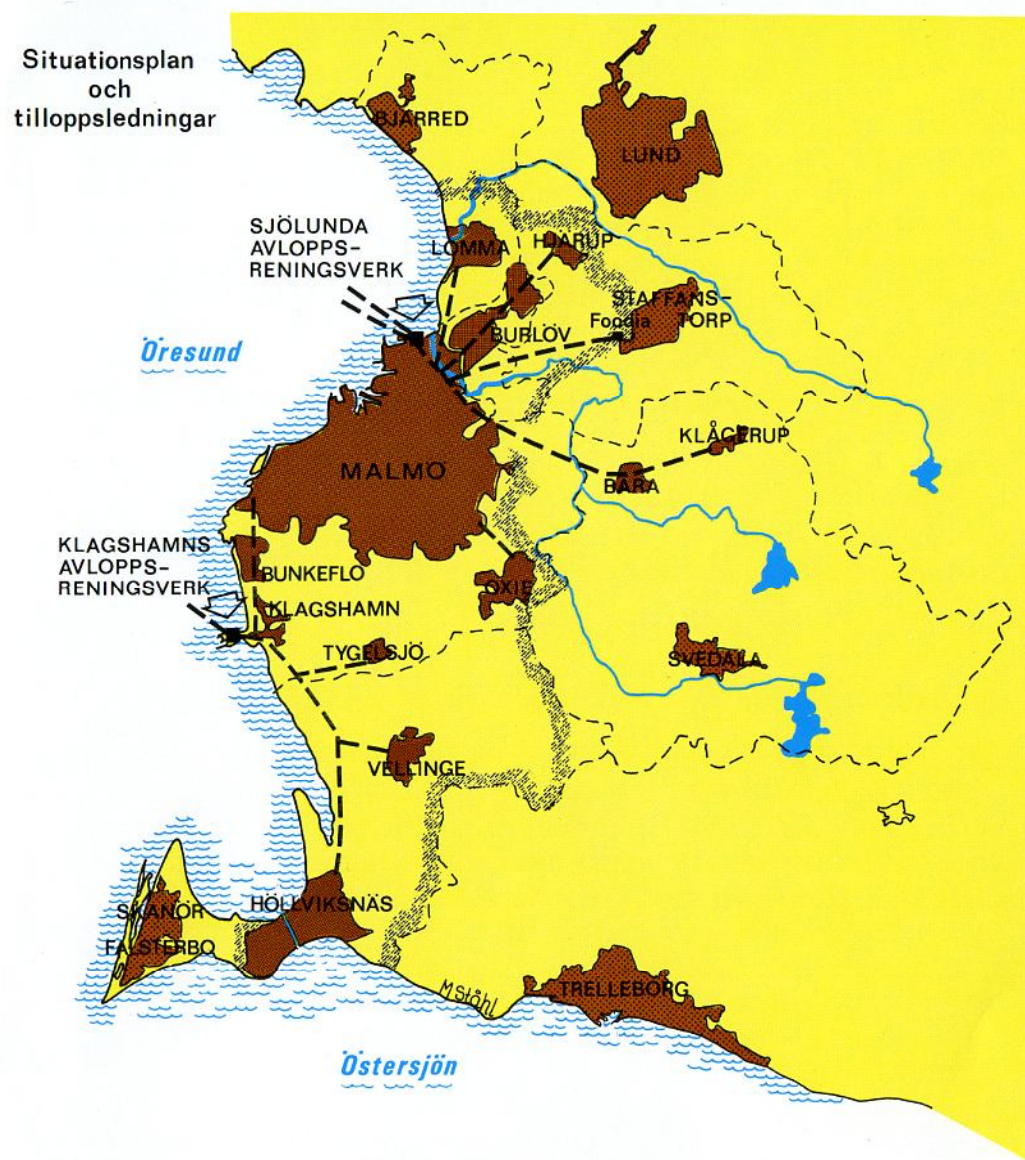 Situationsplan
och
tilloppsledningar
BJÄRRED
LUND
SJÖLUNDA
AVLOPPS-
RENINGSVERK
LOMMA
HJÄRUP
STAFFANS-
TORP
Foodia
BURLÖV
Öresund
KLÅGERUP
MALMÖ
BARA
KLAGSHAMNS
AVLOPPS-
RENINGSVERK
BUNKEFLO
OXIE
KLAGSHAMN
TYGELSJÖ
SVEDALA
VELLINGE
HÖLLVIKSNÄS
SKANÖR
FALSTERBO
M Ståhl
TRELLEBORG
Östersjön